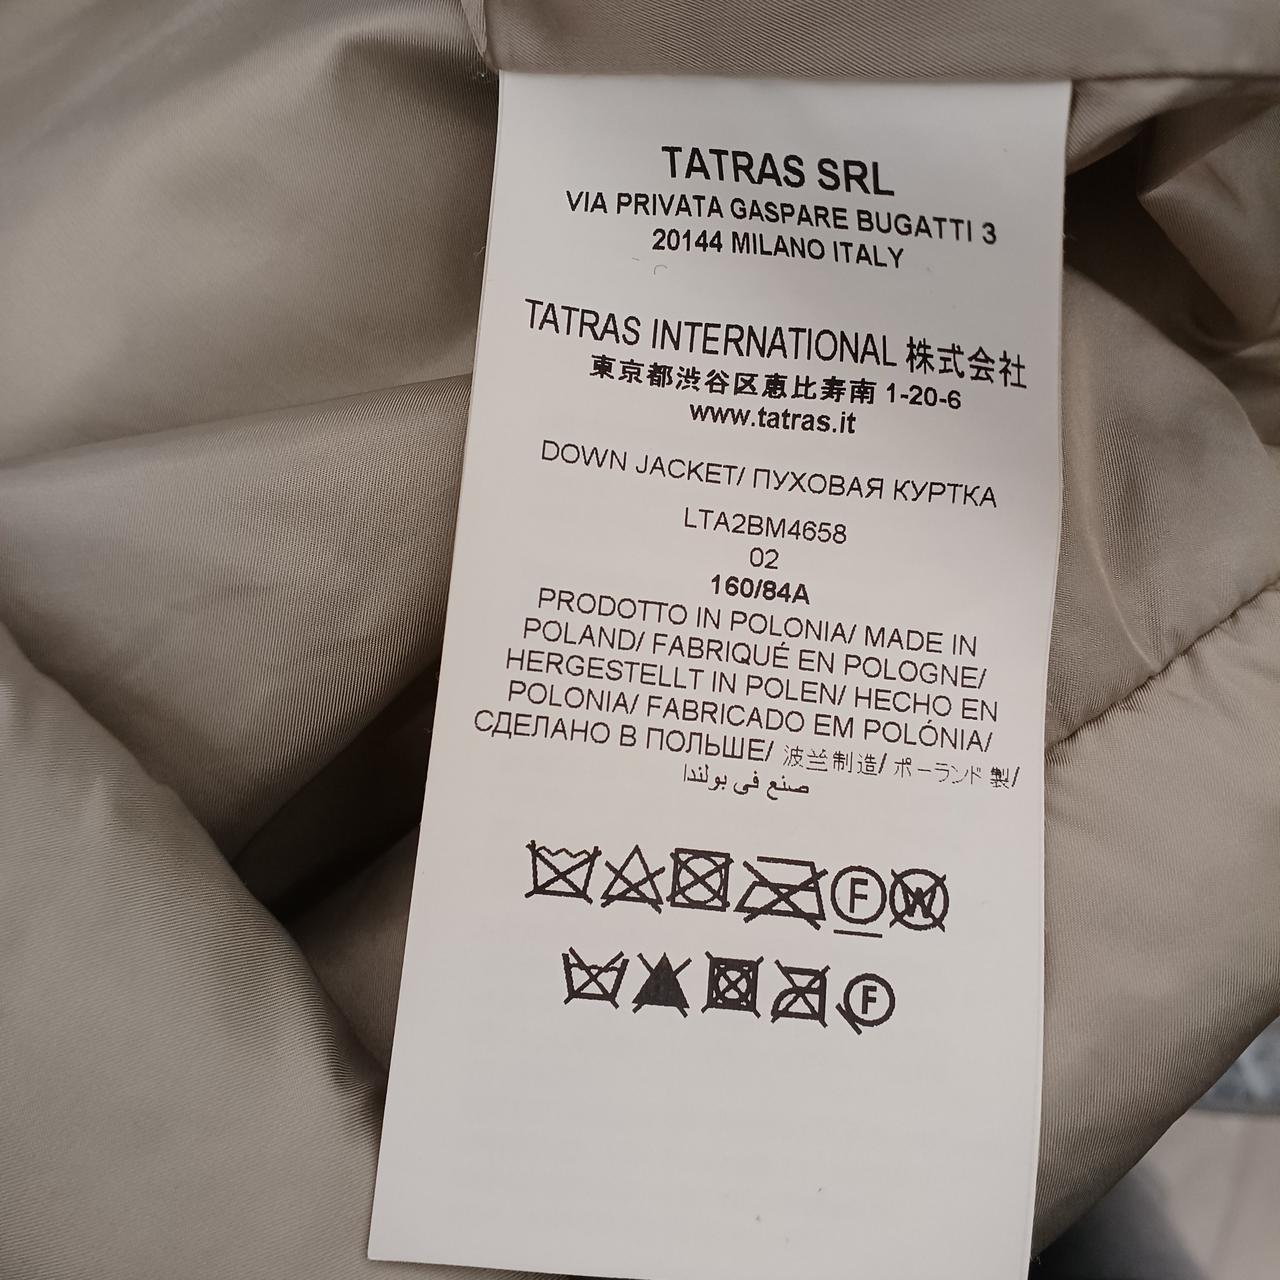 TATRAS SRL
VIA PRIVATA GASPARE BUGATTI 3
20144 MILANO ITALY
TATRAS INTERNATIONAL 株式会社
東京都渋谷区恵比寿南 1-20-6
www.tatras.it
DOWN JACKET/ ПУХОВАЯ КУРТКА
LTA2BM4658
02
160/84A
PRODOTTO IN POLONIA/ MADE IN
POLAND/ FABRIQUÉ EN POLOGNE/
HERGESTELLT IN POLEN/ HECHO EN
POLONIA/ FABRICADO EM POLÓNIA/
СДЕЛАНО В ПОЛЬШЕ/ 波兰制造/ ポーランド 製/
صنع في بولندا
F W
F